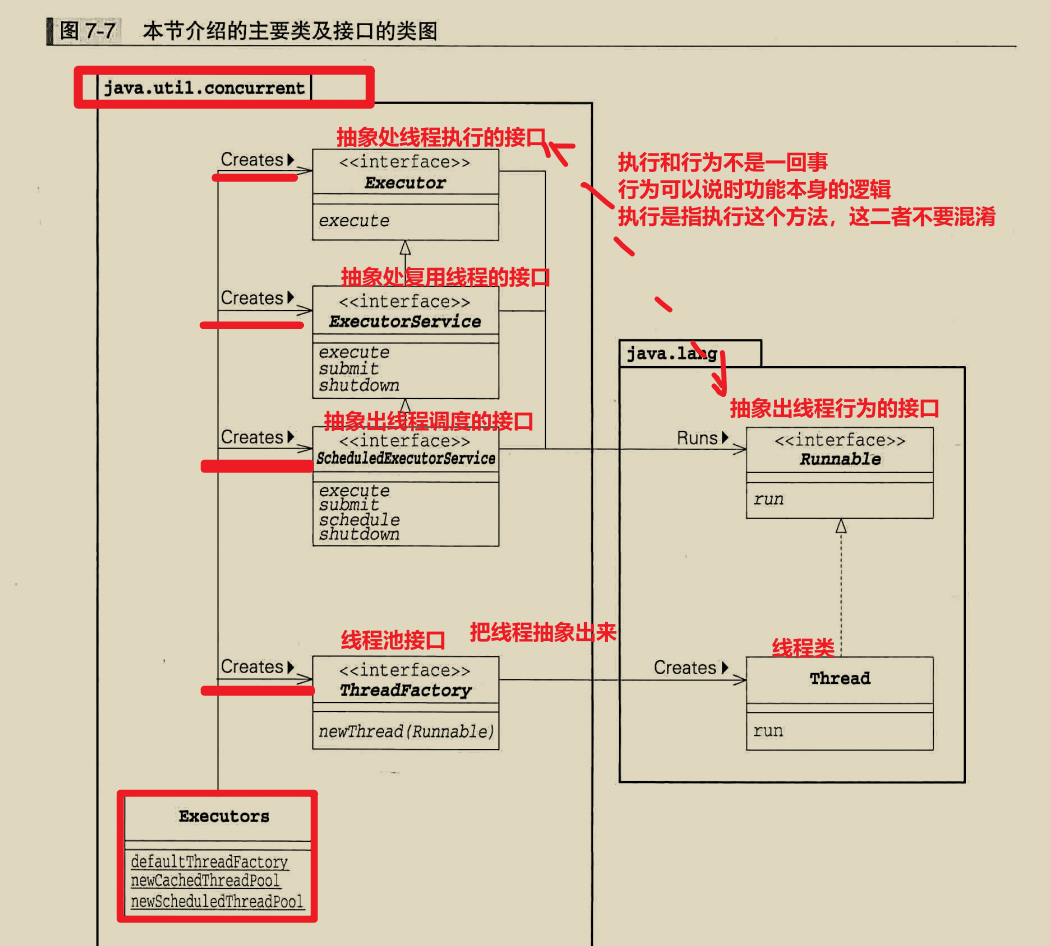 图 7-7 本节介绍的主要类及接口的类图
java.util.concurrent
抽象处线程执行的接口
Creates
<<interface>>
Executor
execute
执行和行为不是一回事
行为可以说时功能本身的逻辑
执行是指执行这个方法，这二者不要混淆
抽象处复用线程的接口
Creates
<<interface>>
ExecutorService
execute
submit
shutdown
java.lang
抽象出线程调度的接口
Creates
<<interface>>
ScheduledExecutorService
execute
submit
schedule
shutdown
抽象出线程行为的接口
Runs
<<interface>>
Runnable
run
线程池接口
把线程抽象出来
Creates
<<interface>>
ThreadFactory
newThread(Runnable)
线程类
Creates
Thread
run
Executors
defaultThreadFactory
newCachedThreadPool
newScheduledThreadPool